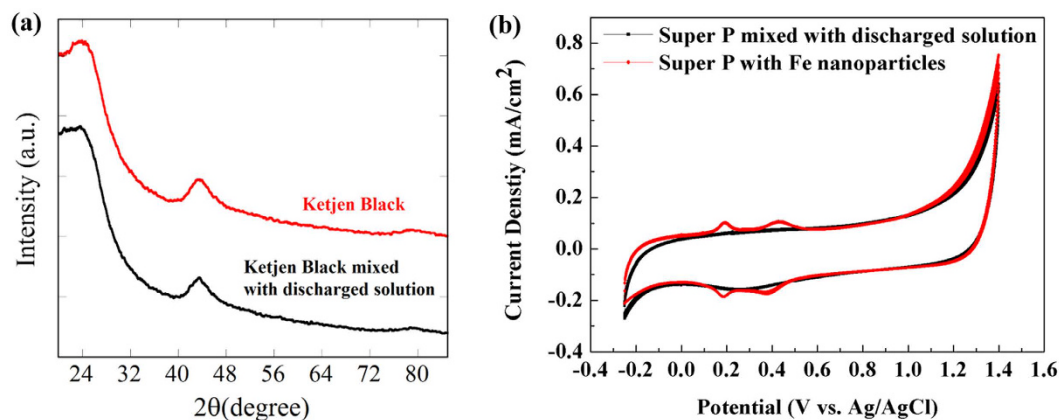 (a)
Intensity (a.u.)
Ketjen Black
Ketjen Black mixed
with discharged solution
24 32 40 48 56 64 72 80
2θ(degree)
(b)
Super P mixed with discharged solution
Super P with Fe nanoparticles
Current Denstiy (mA/cm²)
0.8
0.6
0.4
0.2
0.0
-0.2
-0.4
-0.4 -0.2 0.0 0.2 0.4 0.6 0.8 1.0 1.2 1.4 1.6
Potential (V vs. Ag/AgCl)